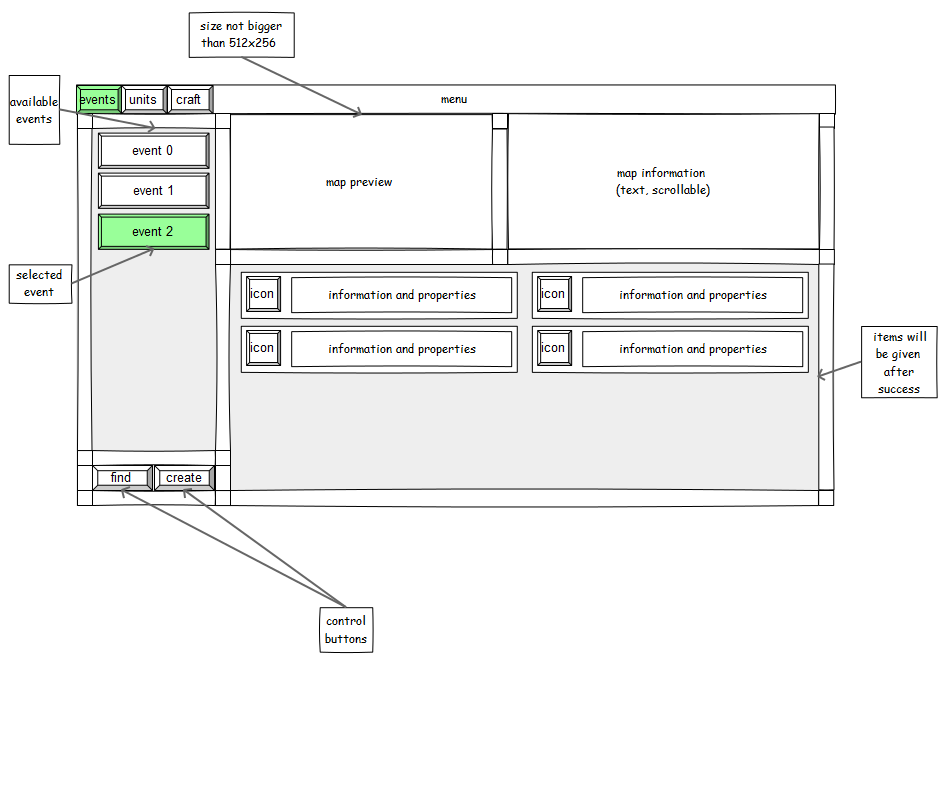 size not bigger
than 512x256
available
events
events
units
craft
menu
event 0
event 1
event 2
map preview
map information
(text, scrollable)
selected
event
icon
information and properties
icon
information and properties
icon
information and properties
icon
information and properties
items will
be given
after
success
find
create
control
buttons